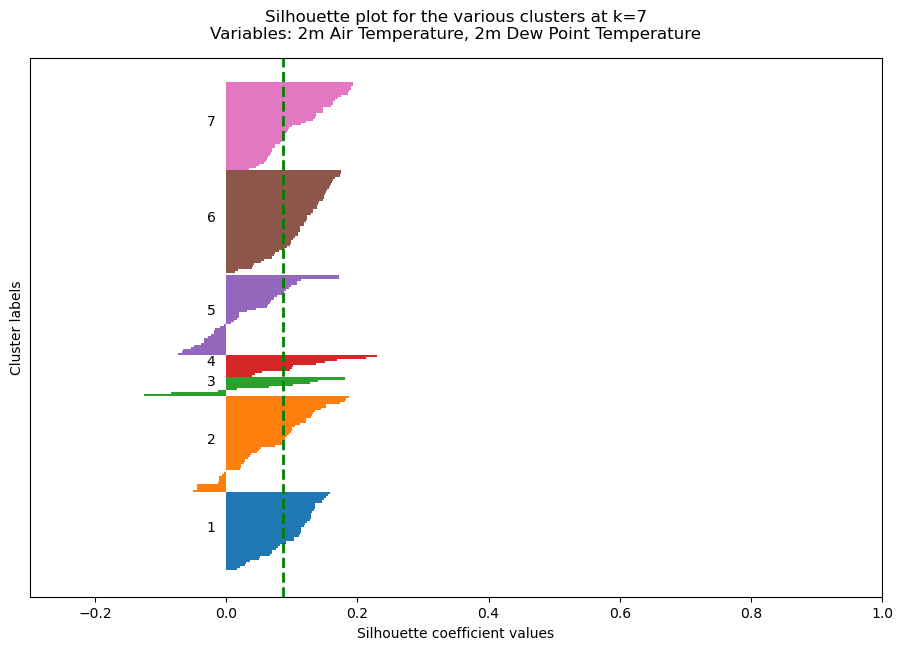 Silhouette plot for the various clusters at k=7
Variables: 2m Air Temperature, 2m Dew Point Temperature
Cluster labels
7
6
5
4
3
2
1
−0.2 0.0 0.2 0.4 0.6 0.8 1.0
Silhouette coefficient values